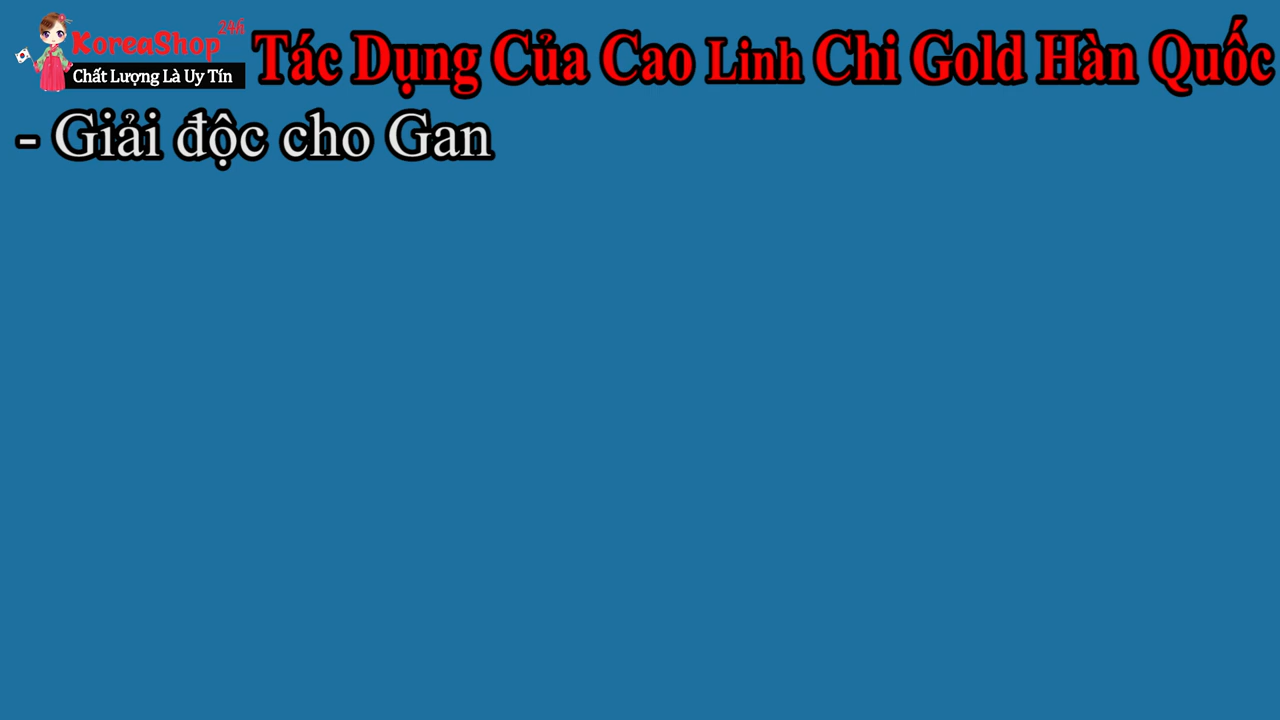 KoreaShop 24h
Chất Lượng Là Uy Tín
Tác Dụng Của Cao Linh Chi Gold Hàn Quốc
- Giải độc cho Gan